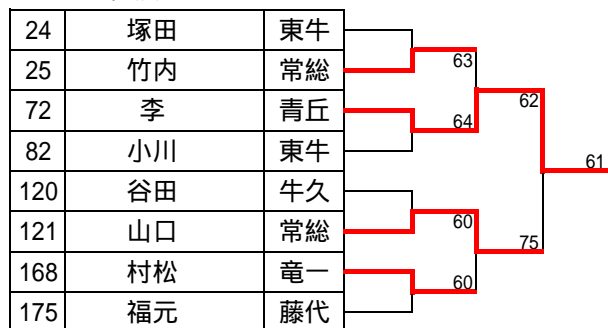 24 塚田 東牛
25 竹内 常総
63
72 李 青丘
62
64
82 小川 東牛
61
120 谷田 牛久
121 山口 常総
60
75
168 村松 竜一
60
175 福元 藤代